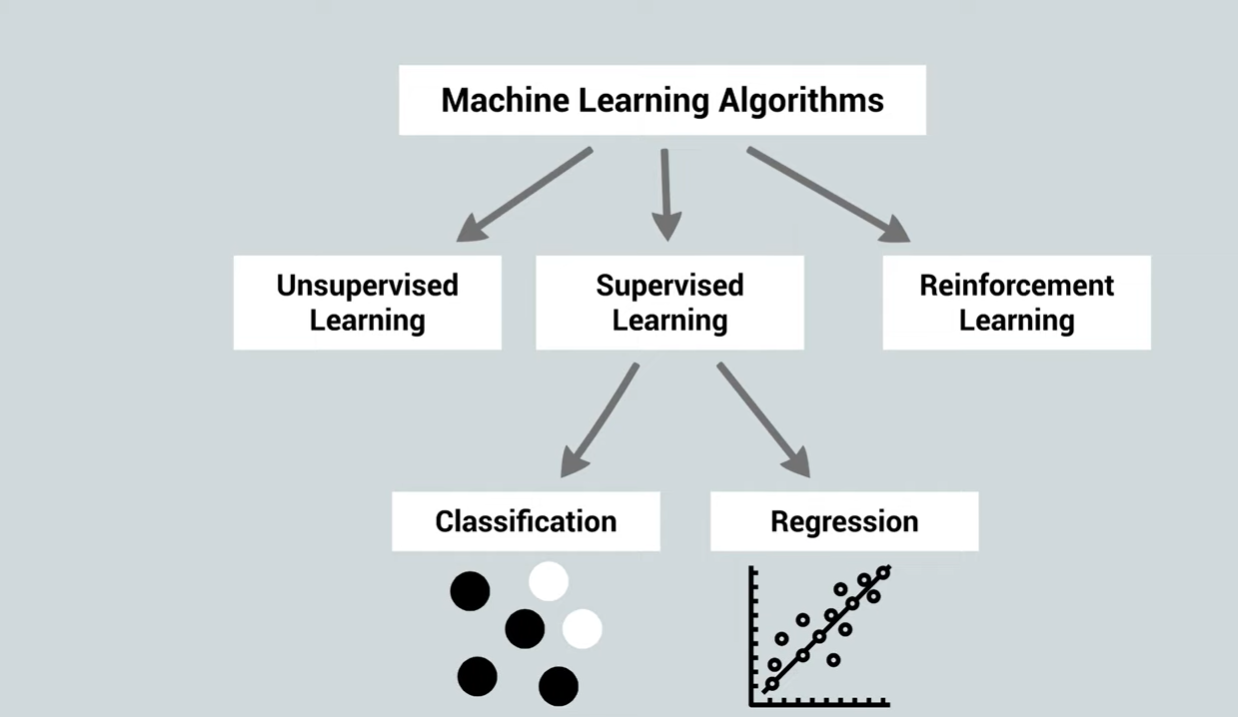 Machine Learning Algorithms
Unsupervised
Learning
Supervised
Learning
Reinforcement
Learning
Classification
Regression